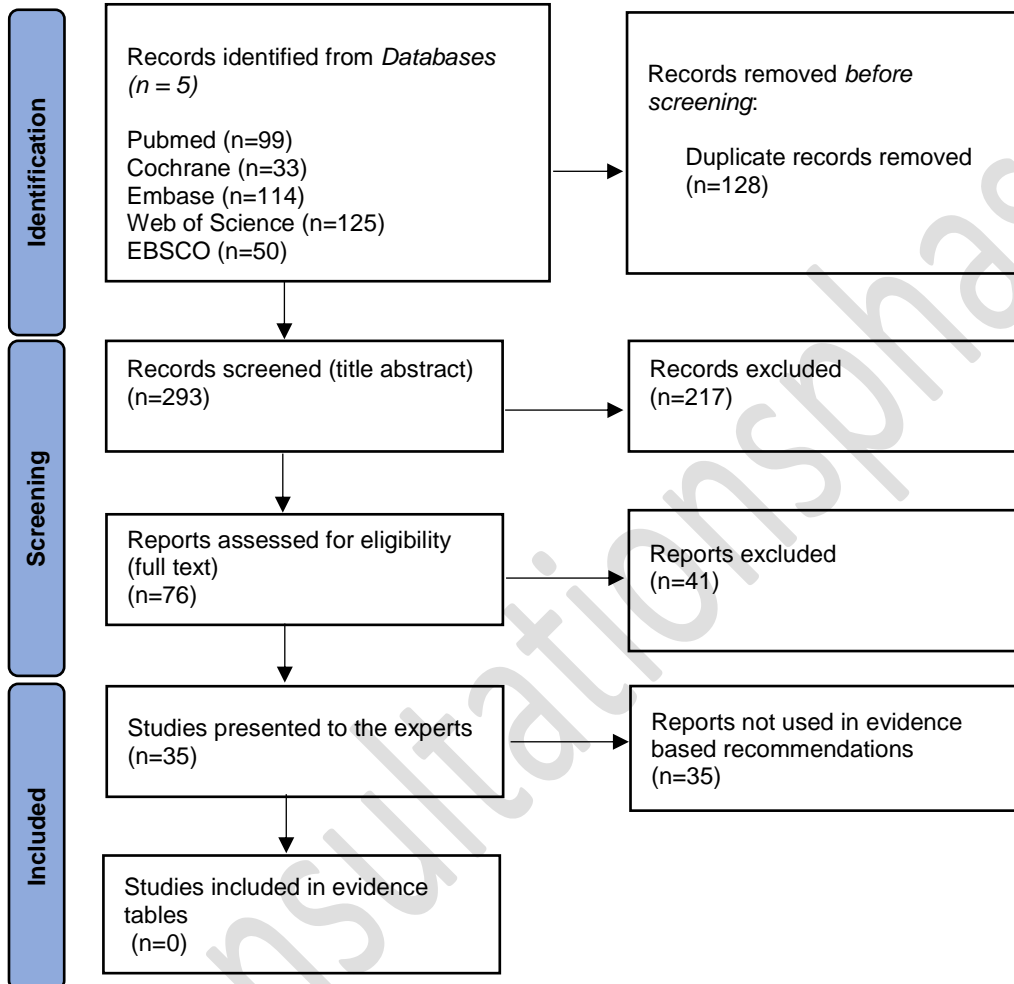 Identification
Records identified from Databases
(n = 5)
Pubmed (n=99)
Cochrane (n=33)
Embase (n=114)
Web of Science (n=125)
EBSCO (n=50)
Records removed before
screening:
Duplicate records removed
(n=128)
Screening
Records screened (title abstract)
(n=293)
Records excluded
(n=217)
Reports assessed for eligibility
(full text)
(n=76)
Reports excluded
(n=41)
Included
Studies presented to the experts
(n=35)
Reports not used in evidence
based recommendations
(n=35)
Studies included in evidence
tables
(n=0)
nsultationsphas